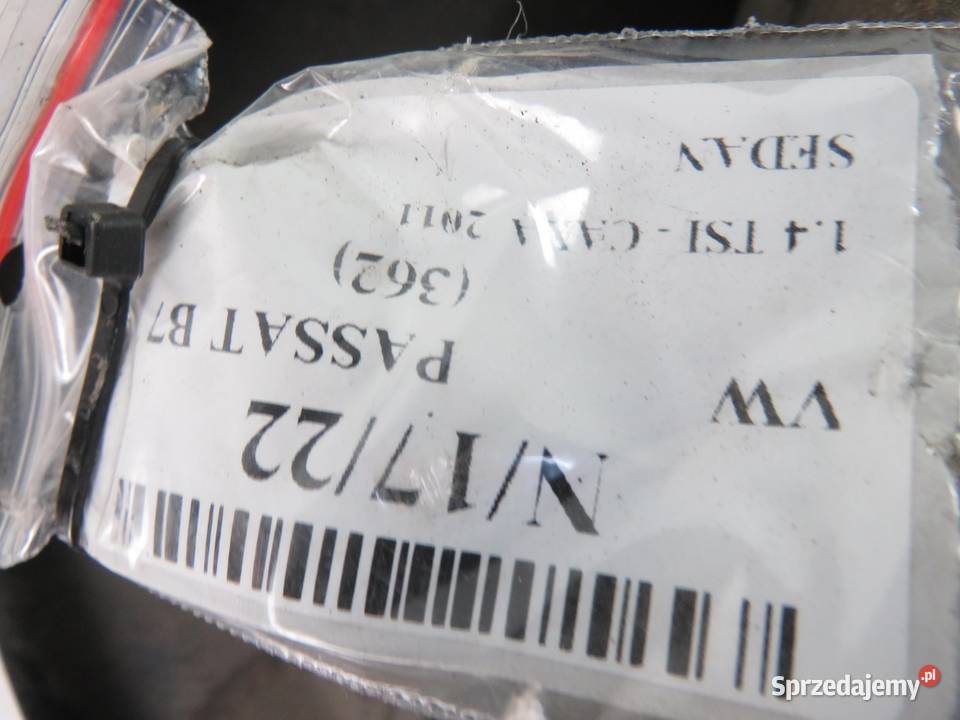 N/17/22
VW PASSAT B7
(362)
1.4 TSI - CAXA 2011
SEDAN
Sprzedajemy.pl